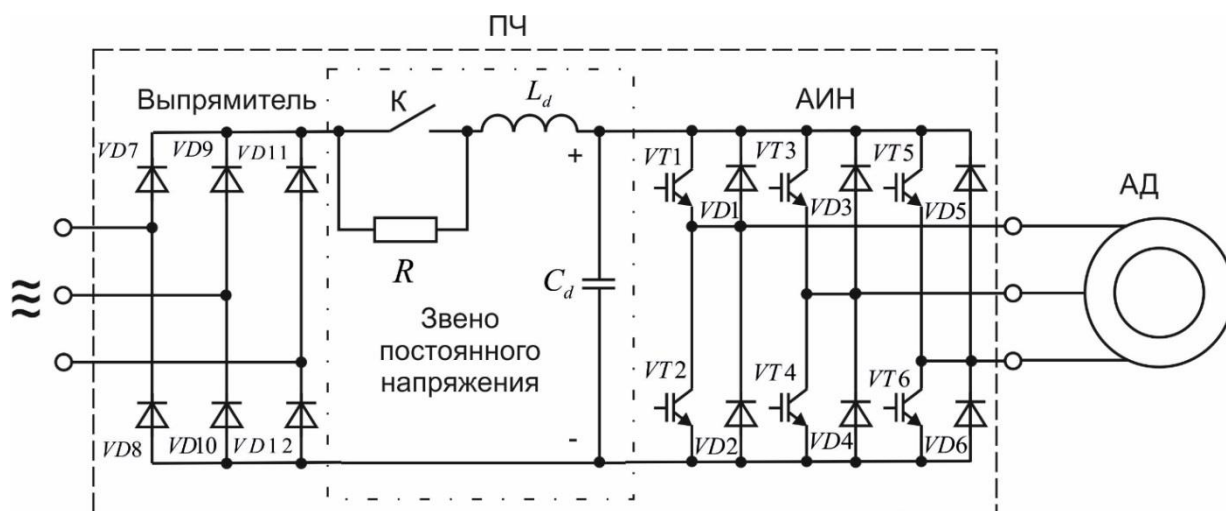 ПЧ
Выпрямитель
К
L_d
АИН
VD7
VD9
VD11
+
VT1
VT3
VT5
АД
VD1
VD3
VD5
R
C_d
Звено
постоянного
напряжения
VT2
VT4
VT6
VD8
VD10
VD12
-
VD2
VD4
VD6